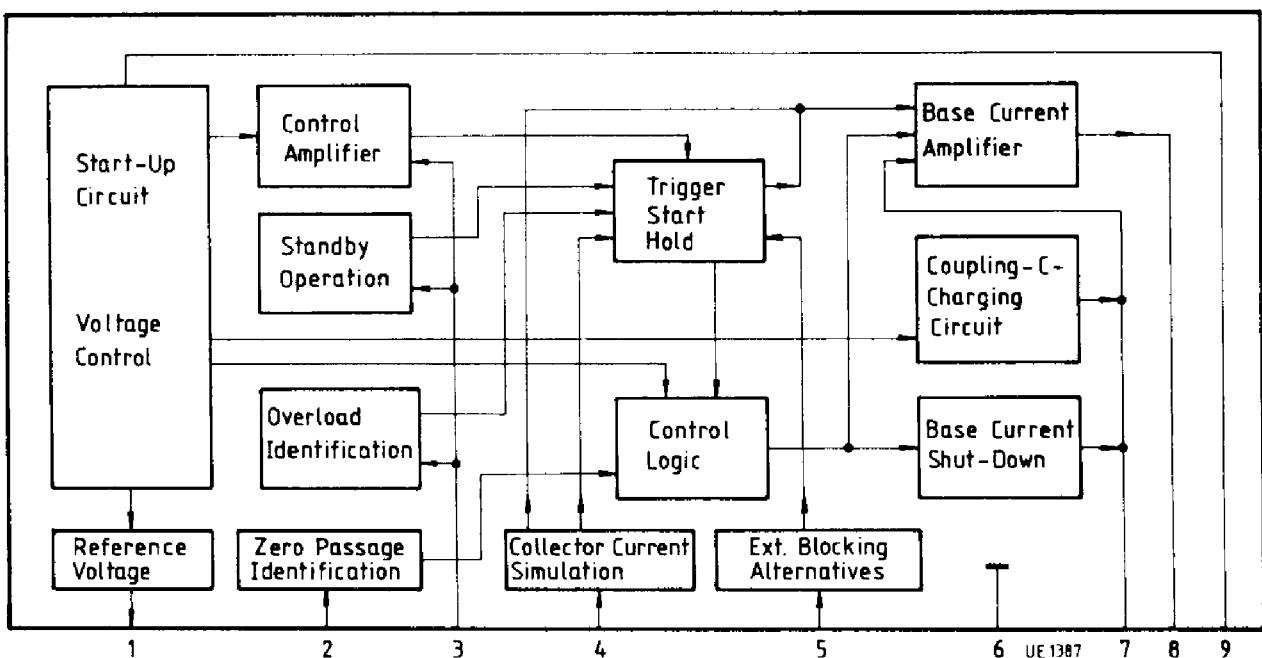 Start-Up
Circuit
Voltage
Control
Control
Amplifier
Standby
Operation
Overload
Identification
Trigger
Start
Hold
Control
Logic
Base Current
Amplifier
Coupling-C-
Charging
Circuit
Base Current
Shut-Down
Reference
Voltage
Zero Passage
Identification
Collector Current
Simulation
Ext. Blocking
Alternatives
1 2 3 4 5 6 UE 1387 7 8 9